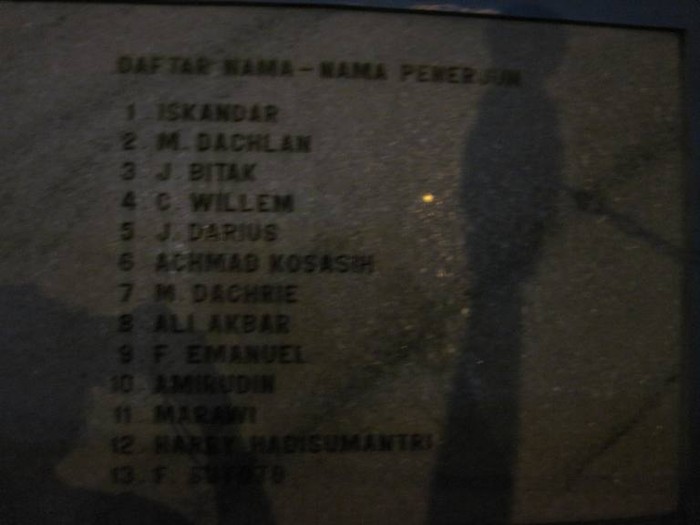 DAFTAR NAMA-NAMA PENERJUN
1 ISKANDAR
2. M. DACHLAN
3 J. BITAK
4 C. WILLEM
5 J. DARIUS
6 ACHMAD KOSASIH
7 M. DACHRIE
8 ALI AKBAR
9 F. EMANUEL
10 AMIRUDIN
11 MARAWI
12 HARRY HADISUMANTRI
13. F. SUYOTO